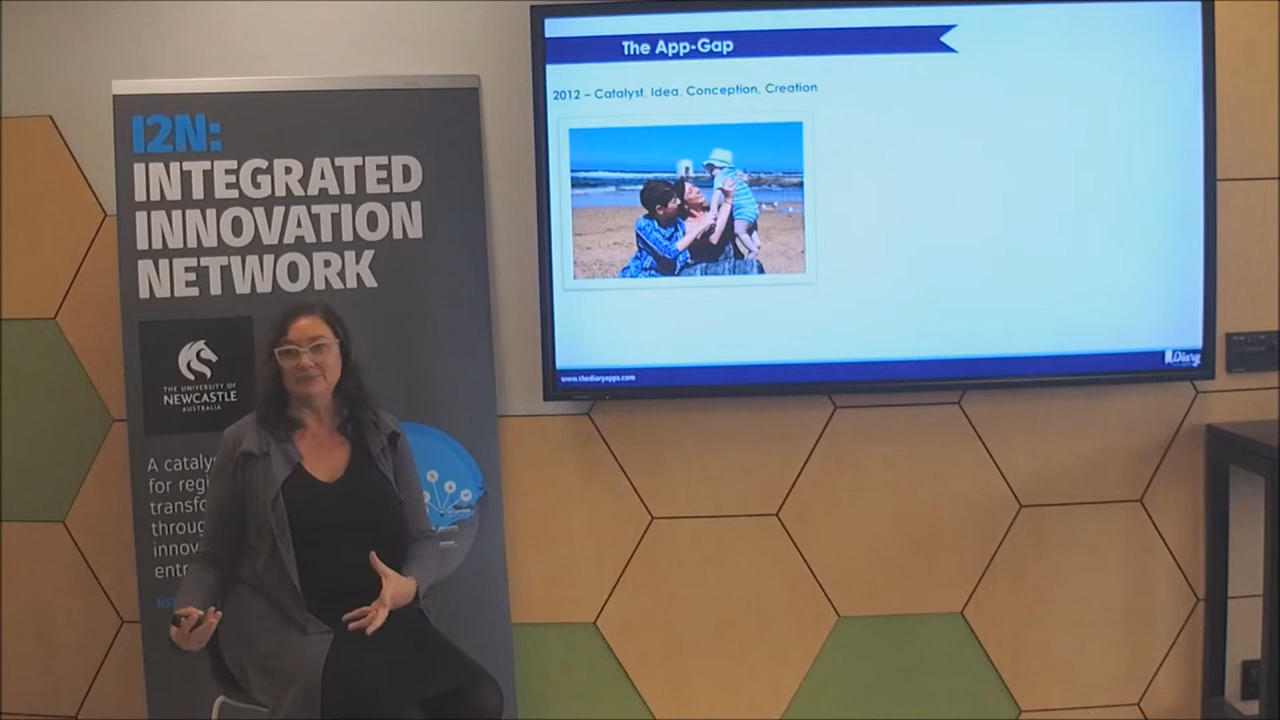 I2N:
INTEGRATED
INNOVATION
NETWORK
THE UNIVERSITY OF
NEWCASTLE
AUSTRALIA
A cataly
for regi
transfo
throug
innov
entr
The App-Gap
2012 – Catalyst, Idea, Conception, Creation
www.thediaryapps.com
Diary